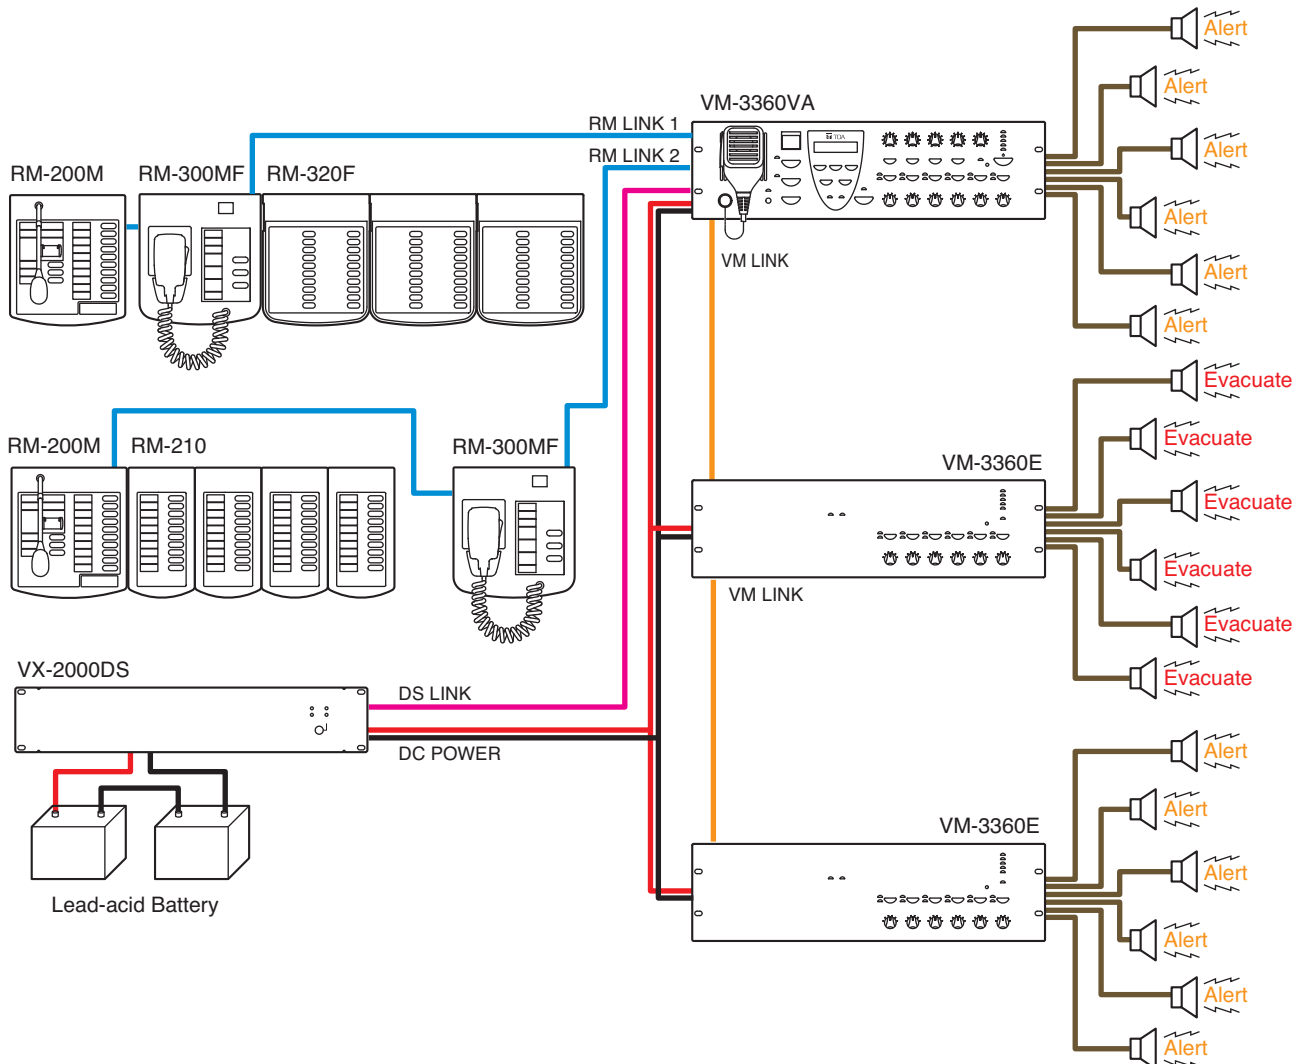 Alert
Alert
VM-3360VA
RM LINK 1
TOA
Alert
RM LINK 2
RM-200M
RM-300MF
RM-320F
Alert
VM LINK
Alert
Alert
Evacuate
RM-200M
RM-210
RM-300MF
Evacuate
VM-3360E
Evacuate
Evacuate
VM LINK
Evacuate
VX-2000DS
Evacuate
DS LINK
DC POWER
Alert
Alert
VM-3360E
Alert
Lead-acid Battery
Alert
Alert
Alert